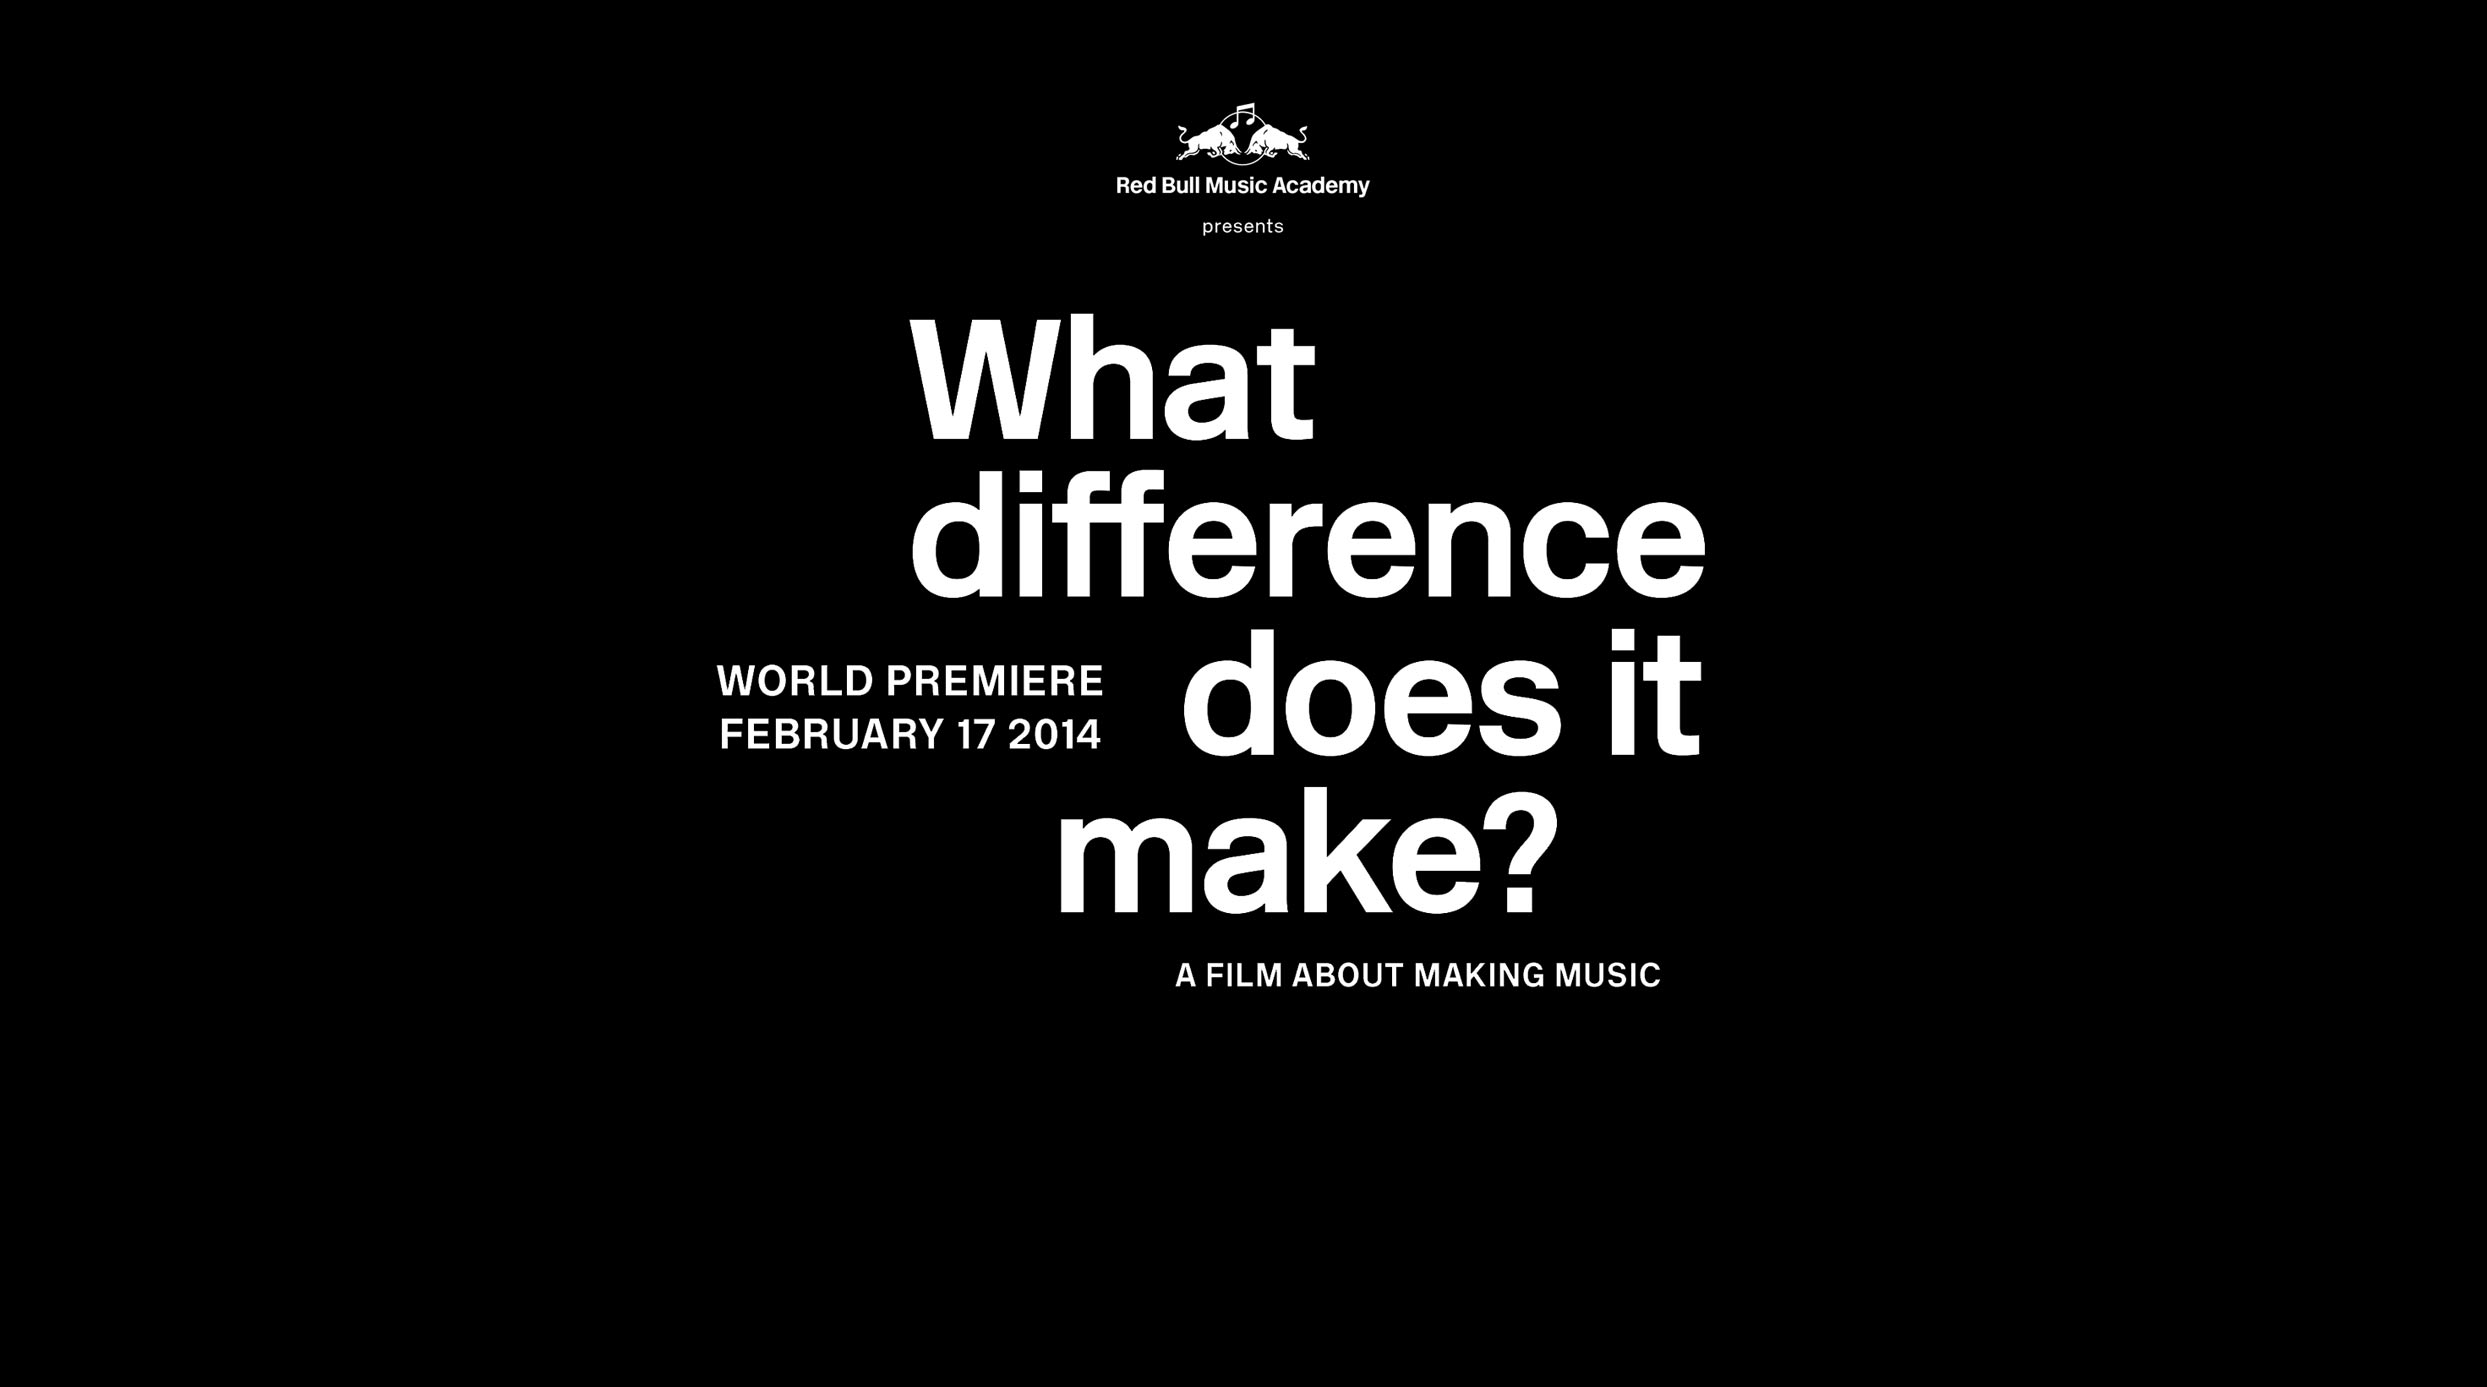 Red Bull Music Academy
presents
What
difference
does it
make?
WORLD PREMIERE
FEBRUARY 17 2014
A FILM ABOUT MAKING MUSIC